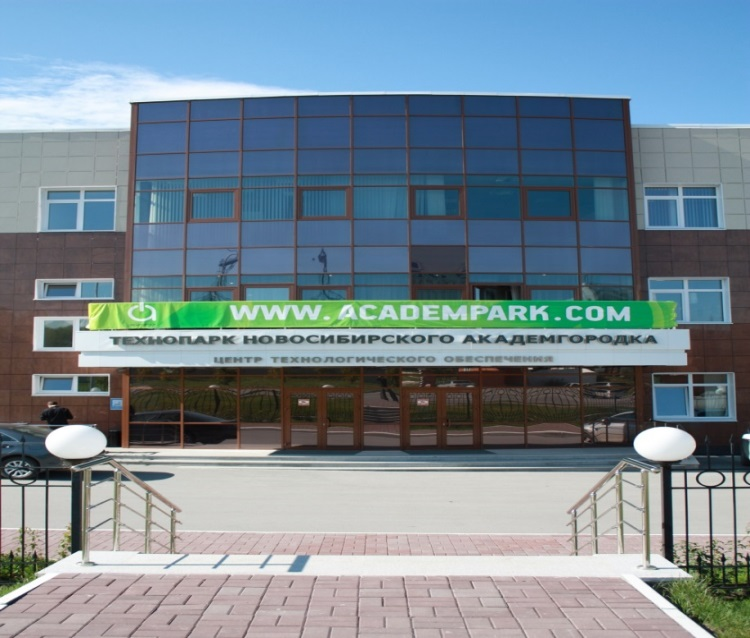 WWW.ACADEMPARK.COM
ТЕХНОПАРК НОВОСИБИРСКОГО АКАДЕМГОРОДКА
ЦЕНТР ТЕХНОЛОГИЧЕСКОГО ОБЕСПЕЧЕНИЯ